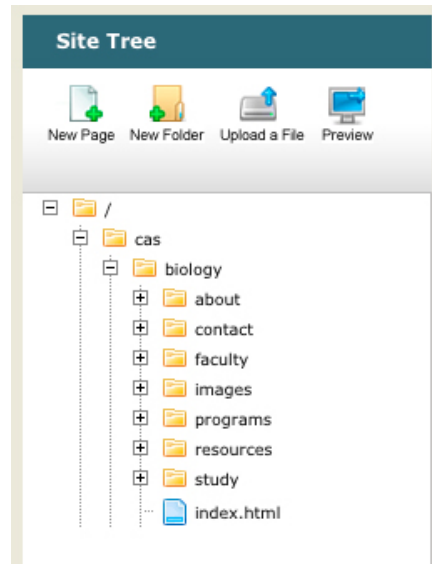 Site Tree
New Page New Folder Upload a File Preview
/
cas
biology
about
contact
faculty
images
programs
resources
study
index.html